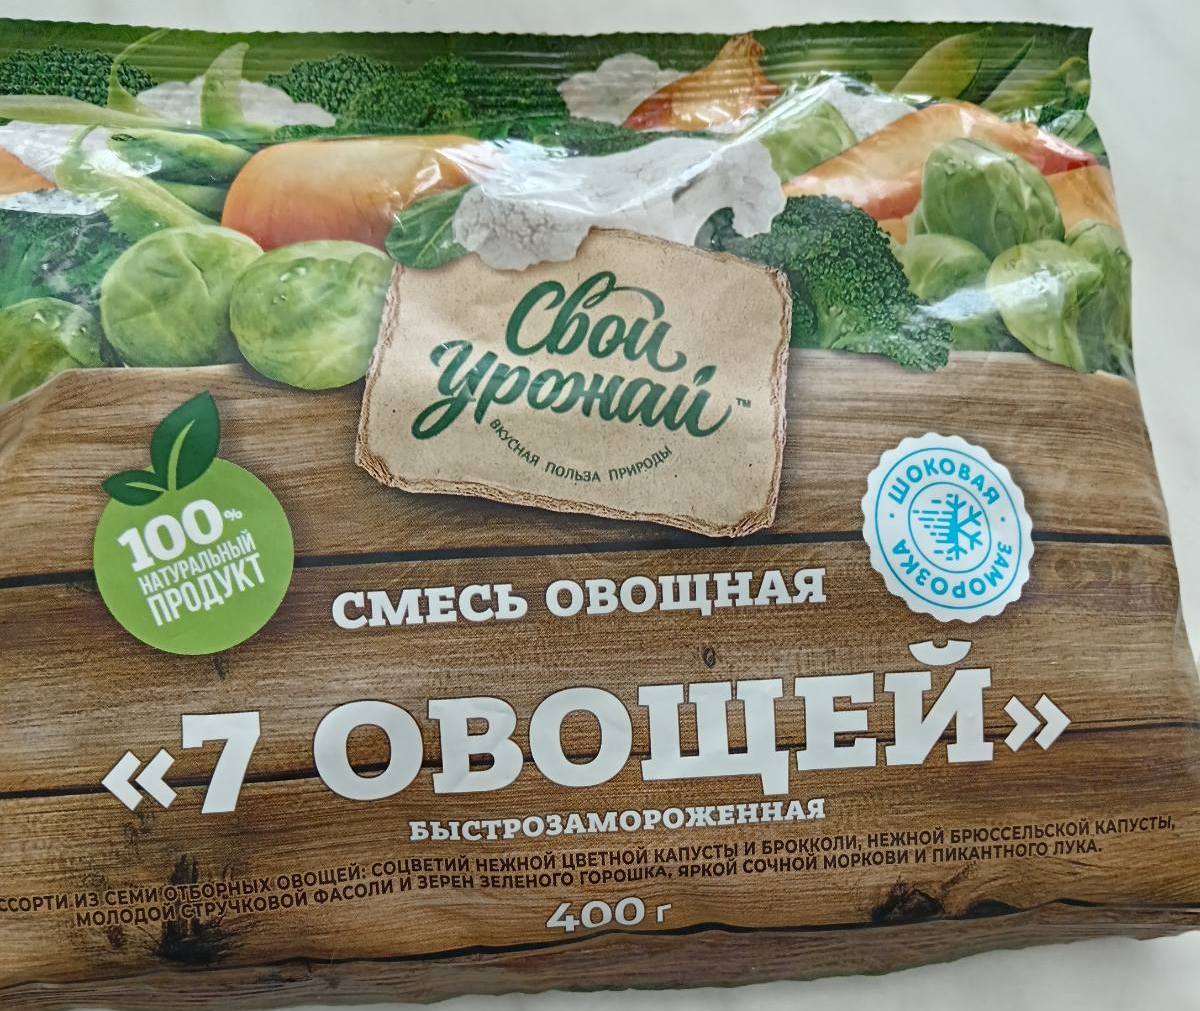 Свой
Урожай™
ВКУСНАЯ ПОЛЬЗА ПРИРОДЫ
100%
НАТУРАЛЬНЫЙ
ПРОДУКТ
· ШОКОВАЯ ·
ЗАМОРОЗКА
СМЕСЬ ОВОЩНАЯ
«7 ОВОЩЕЙ»
БЫСТРОЗАМОРОЖЕННАЯ
ССОРТИ ИЗ СЕМИ ОТБОРНЫХ ОВОЩЕЙ: СОЦВЕТИЙ НЕЖНОЙ ЦВЕТНОЙ КАПУСТЫ И БРОККОЛИ, НЕЖНОЙ БРЮССЕЛЬСКОЙ КАПУСТЫ,
МОЛОДОЙ СТРУЧКОВОЙ ФАСОЛИ И ЗЕРЕН ЗЕЛЕНОГО ГОРОШКА, ЯРКОЙ СОЧНОЙ МОРКОВИ И ПИКАНТНОГО ЛУКА.
400 г